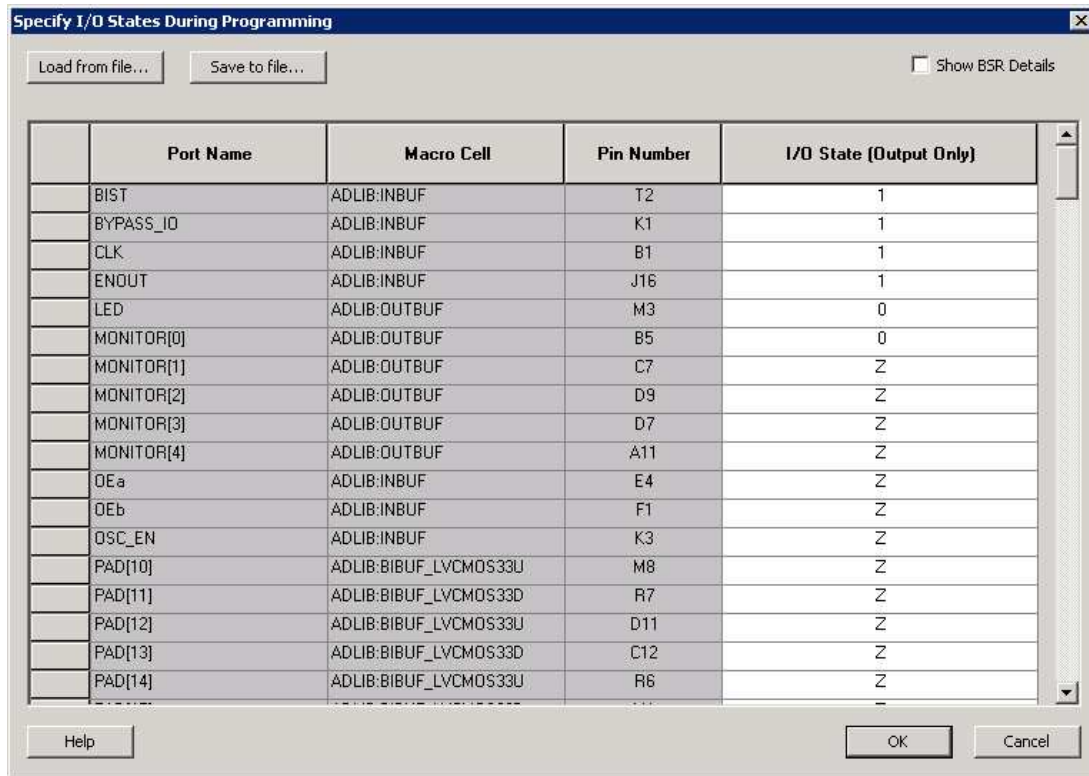 Specify I/O States During Programming
Load from file... Save to file... Show BSR Details
Port Name Macro Cell Pin Number I/O State (Output Only)
BIST ADLIB:INBUF T2 1
BYPASS_IO ADLIB:INBUF K1 1
CLK ADLIB:INBUF B1 1
ENOUT ADLIB:INBUF J16 1
LED ADLIB:OUTBUF M3 0
MONITOR[0] ADLIB:OUTBUF B5 0
MONITOR[1] ADLIB:OUTBUF C7 Z
MONITOR[2] ADLIB:OUTBUF D9 Z
MONITOR[3] ADLIB:OUTBUF D7 Z
MONITOR[4] ADLIB:OUTBUF A11 Z
OEa ADLIB:INBUF E4 Z
OEb ADLIB:INBUF F1 Z
OSC_EN ADLIB:INBUF K3 Z
PAD[10] ADLIB:BIBUF_LVCMOS33U M8 Z
PAD[11] ADLIB:BIBUF_LVCMOS33D R7 Z
PAD[12] ADLIB:BIBUF_LVCMOS33U D11 Z
PAD[13] ADLIB:BIBUF_LVCMOS33D C12 Z
PAD[14] ADLIB:BIBUF_LVCMOS33U R6 Z
Help OK Cancel